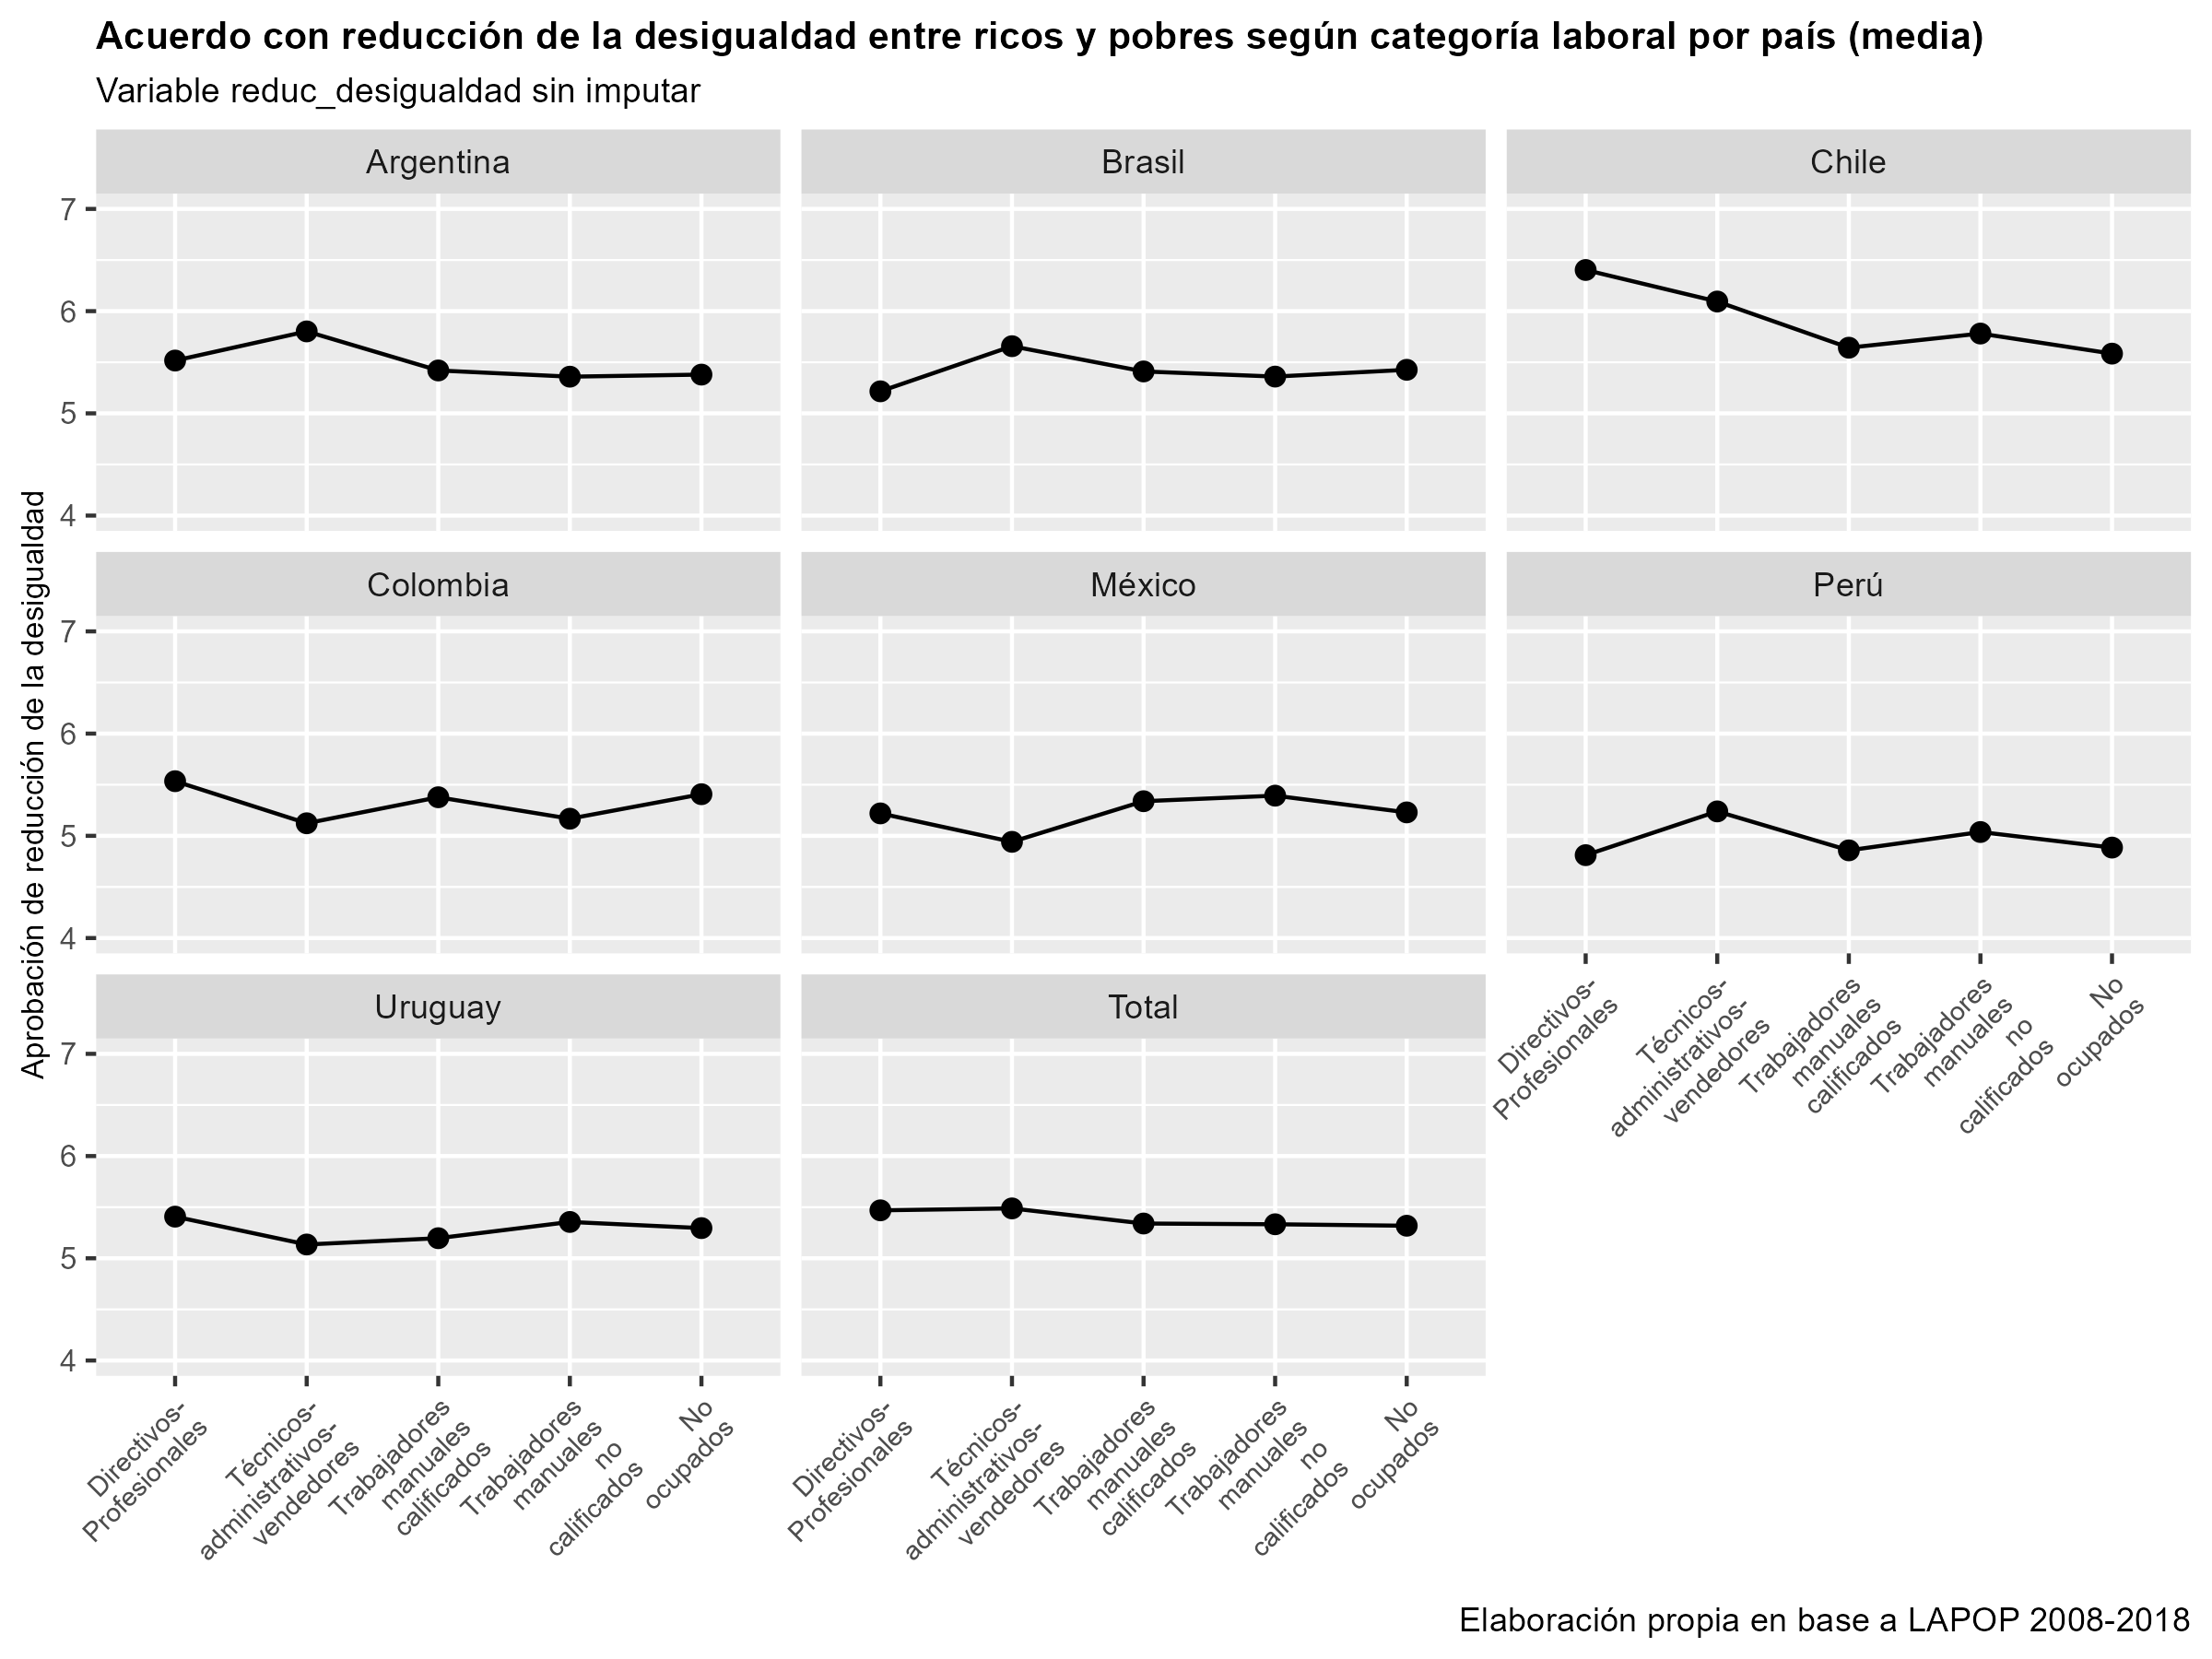 Acuerdo con reducción de la desigualdad entre ricos y pobres según categoría laboral por país (media)
Variable reduc_desigualdad sin imputar
Aprobación de reducción de la desigualdad
Argentina
Brasil
Chile
7
6
5
4
Colombia
México
Perú
7
6
5
4
Directivos-
Profesionales
Técnicos-
administrativos-
vendedores
Trabajadores
manuales
calificados
Trabajadores
manuales
no
calificados
No
ocupados
Uruguay
Total
7
6
5
4
Directivos-
Profesionales
Técnicos-
administrativos-
vendedores
Trabajadores
manuales
calificados
Trabajadores
manuales
no
calificados
No
ocupados
Directivos-
Profesionales
Técnicos-
administrativos-
vendedores
Trabajadores
manuales
calificados
Trabajadores
manuales
no
calificados
No
ocupados
Elaboración propia en base a LAPOP 2008-2018